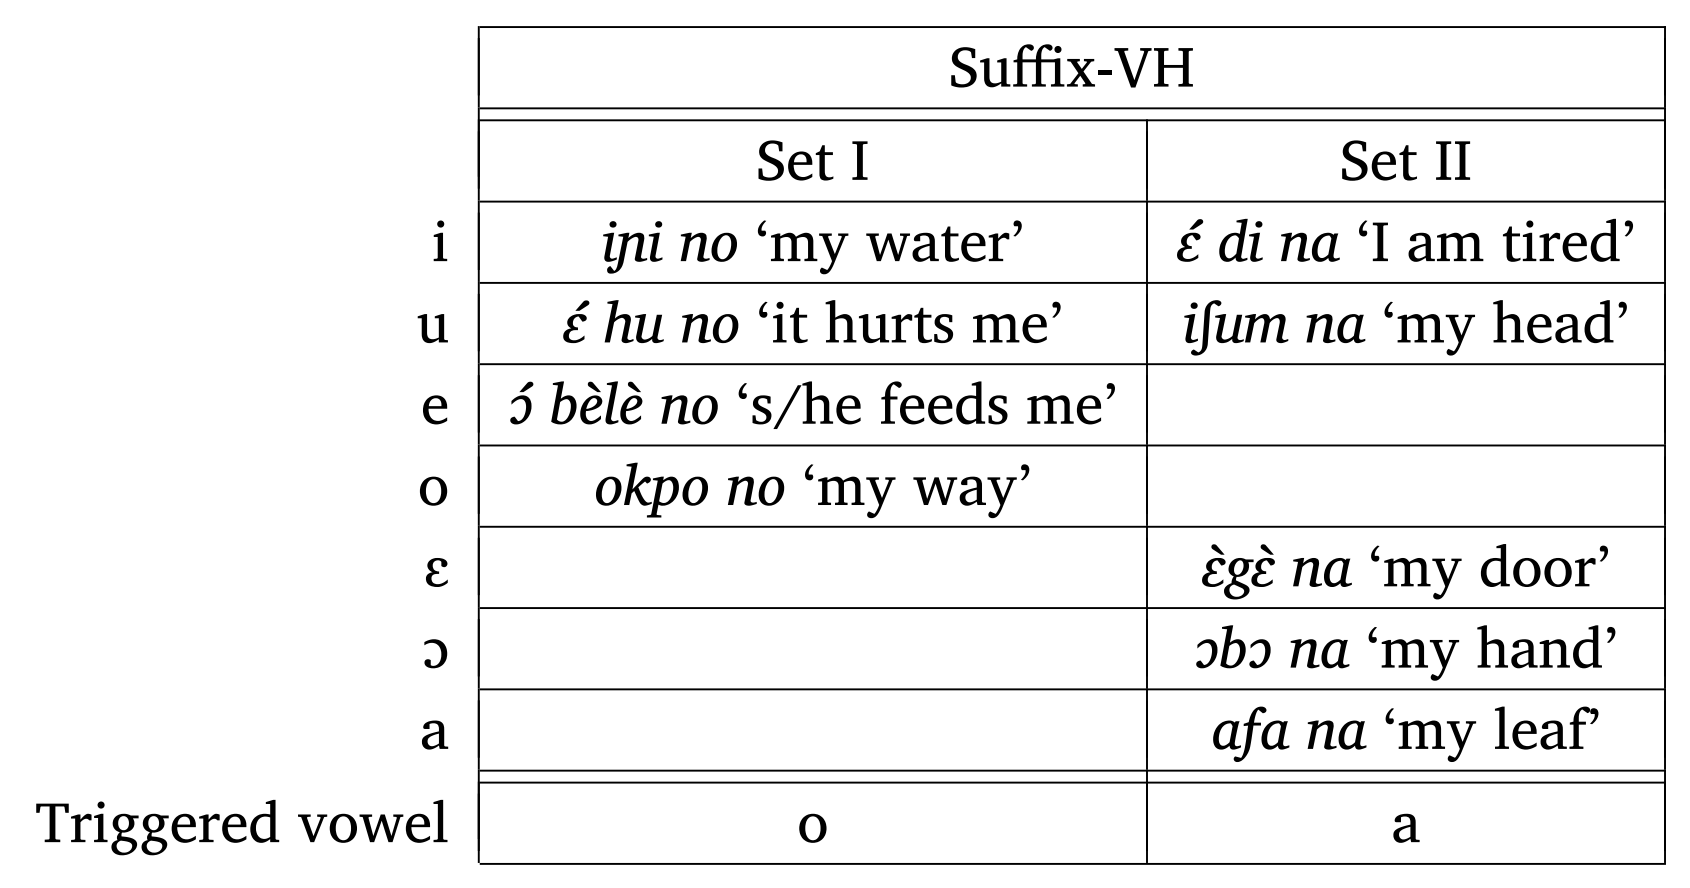 Suffix-VH
Set I Set II
i iɲi no ‘my water’ ɛ́ di na ‘I am tired’
u ɛ́ hu no ‘it hurts me’ iʃum na ‘my head’
e ɔ́ bèlè no ‘s/he feeds me’
o okpo no ‘my way’
ɛ ɛ̀gɛ̀ na ‘my door’
ɔ ɔbɔ na ‘my hand’
a afa na ‘my leaf’
Triggered vowel o a